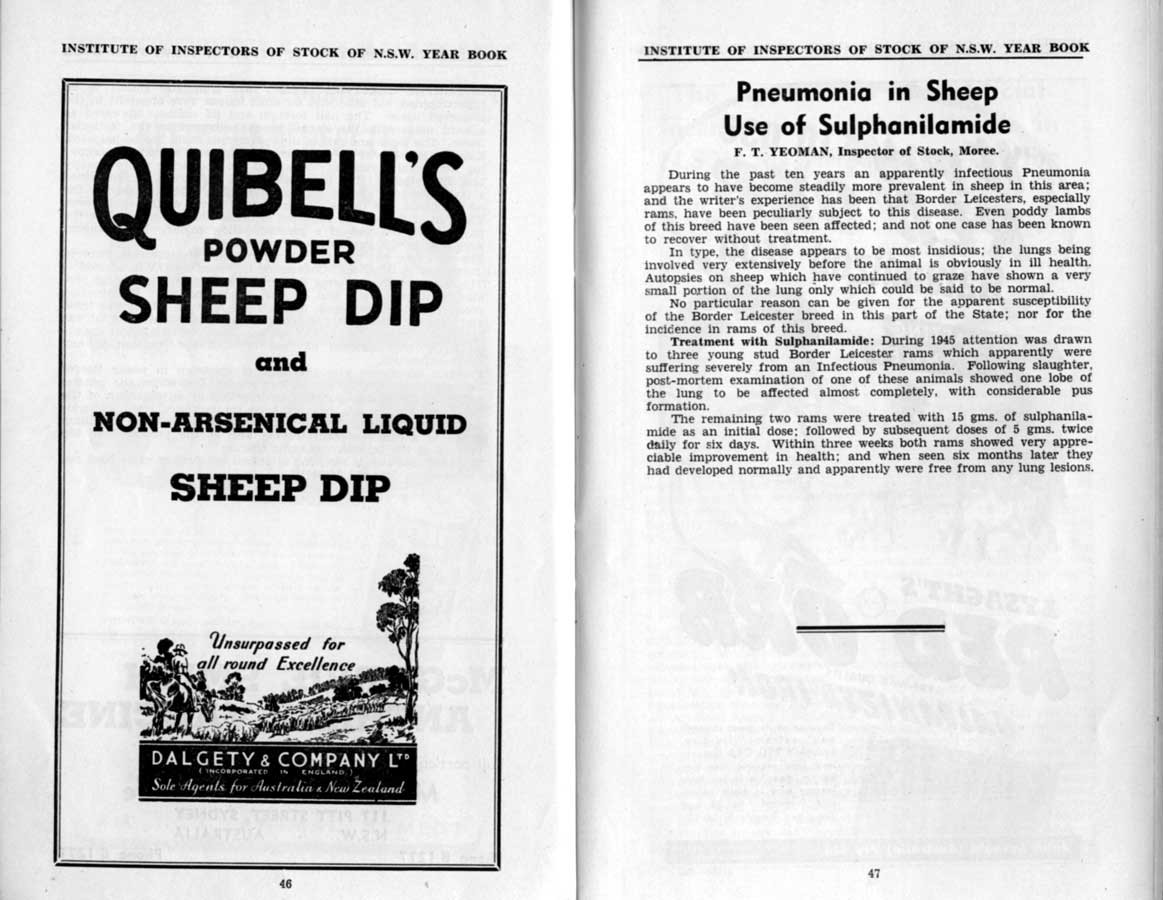 INSTITUTE OF INSPECTORS OF STOCK OF N.S.W. YEAR BOOK
QUIBELL'S
POWDER
SHEEP DIP
and
NON-ARSENICAL LIQUID
SHEEP DIP
Unsurpassed for
all round Excellence
DALGETY & COMPANY LTD
(INCORPORATED IN ENGLAND)
Sole Agents for Australia & New Zealand
46
INSTITUTE OF INSPECTORS OF STOCK OF N.S.W. YEAR BOOK
Pneumonia in Sheep
Use of Sulphanilamide
F. T. YEOMAN, Inspector of Stock, Moree.
During the past ten years an apparently infectious Pneumonia
appears to have become steadily more prevalent in sheep in this area;
and the writer's experience has been that Border Leicesters, especially
rams, have been peculiarly subject to this disease. Even poddy lambs
of this breed have been seen affected; and not one case has been known
to recover without treatment.
In type, the disease appears to be most insidious; the lungs being
involved very extensively before the animal is obviously in ill health.
Autopsies on sheep which have continued to graze have shown a very
small portion of the lung only which could be said to be normal.
No particular reason can be given for the apparent susceptibility
of the Border Leicester breed in this part of the State; nor for the
incidence in rams of this breed.
Treatment with Sulphanilamide: During 1945 attention was drawn
to three young stud Border Leicester rams which apparently were
suffering severely from an Infectious Pneumonia. Following slaughter,
post-mortem examination of one of these animals showed one lobe of
the lung to be affected almost completely, with considerable pus
formation.
The remaining two rams were treated with 15 gms. of sulphanila-
mide as an initial dose; followed by subsequent doses of 5 gms. twice
daily for six days. Within three weeks both rams showed very appre-
ciable improvement in health; and when seen six months later they
had developed normally and apparently were free from any lung lesions.
47